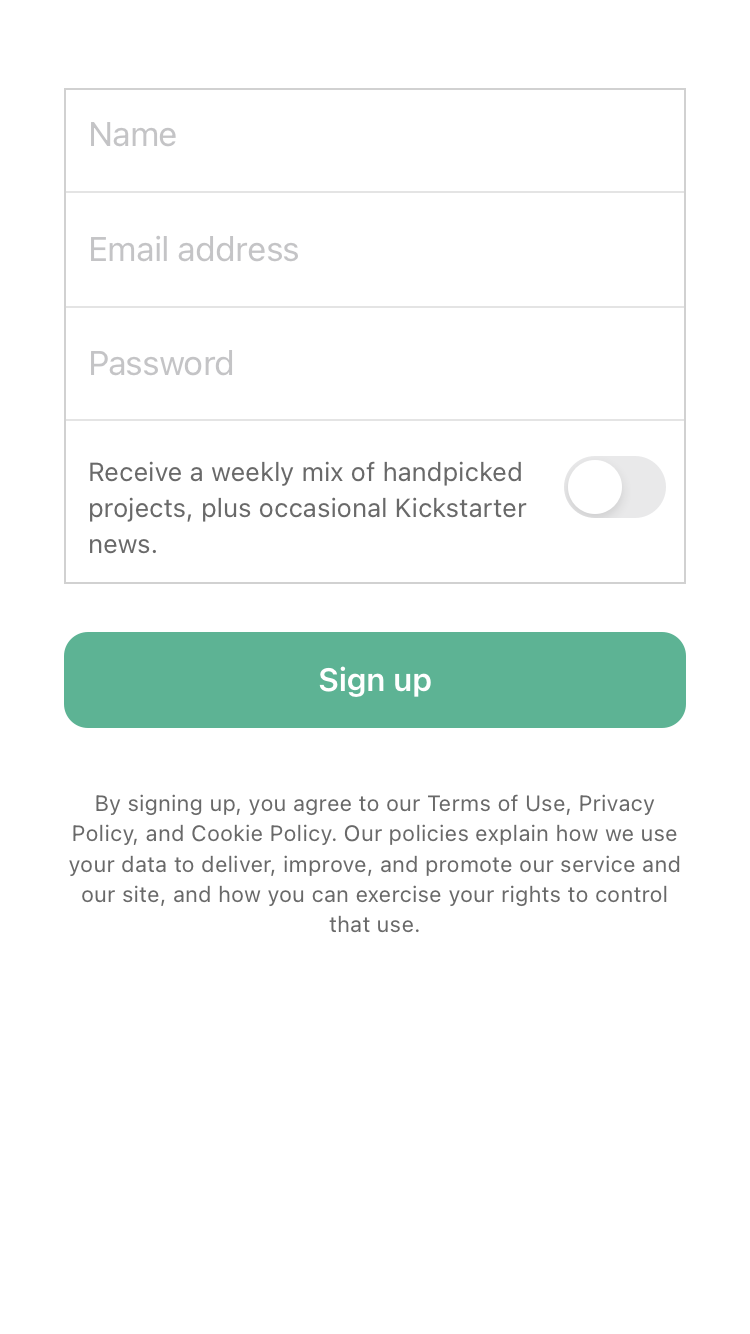 Name
Email address
Password
Receive a weekly mix of handpicked
projects, plus occasional Kickstarter
news.
Sign up
By signing up, you agree to our Terms of Use, Privacy
Policy, and Cookie Policy. Our policies explain how we use
your data to deliver, improve, and promote our service and
our site, and how you can exercise your rights to control
that use.